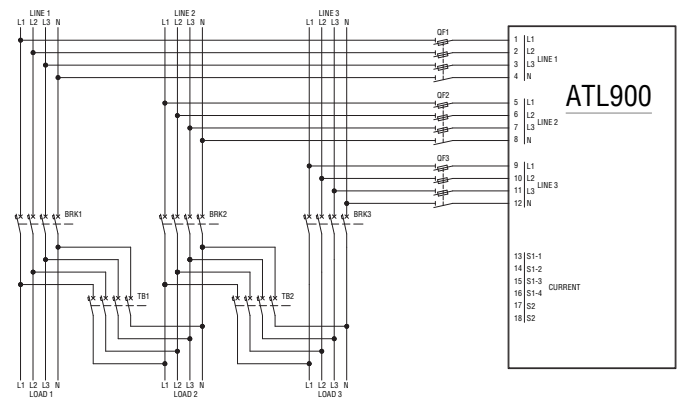 LINE 1 LINE 2 LINE 3
L1 L2 L3 N L1 L2 L3 N L1 L2 L3 N
QF1
1 L1
2 L2
3 L3
4 N
LINE 1
ATL900
QF2
5 L1
6 L2
7 L3
8 N
LINE 2
QF3
9 L1
10 L2
11 L3
12 N
LINE 3
BRK1 BRK2 BRK3
13 S1-1
14 S1-2
15 S1-3
16 S1-4
17 S2
18 S2
CURRENT
TB1 TB2
L1 L2 L3 N L1 L2 L3 N L1 L2 L3 N
LOAD 1 LOAD 2 LOAD 3